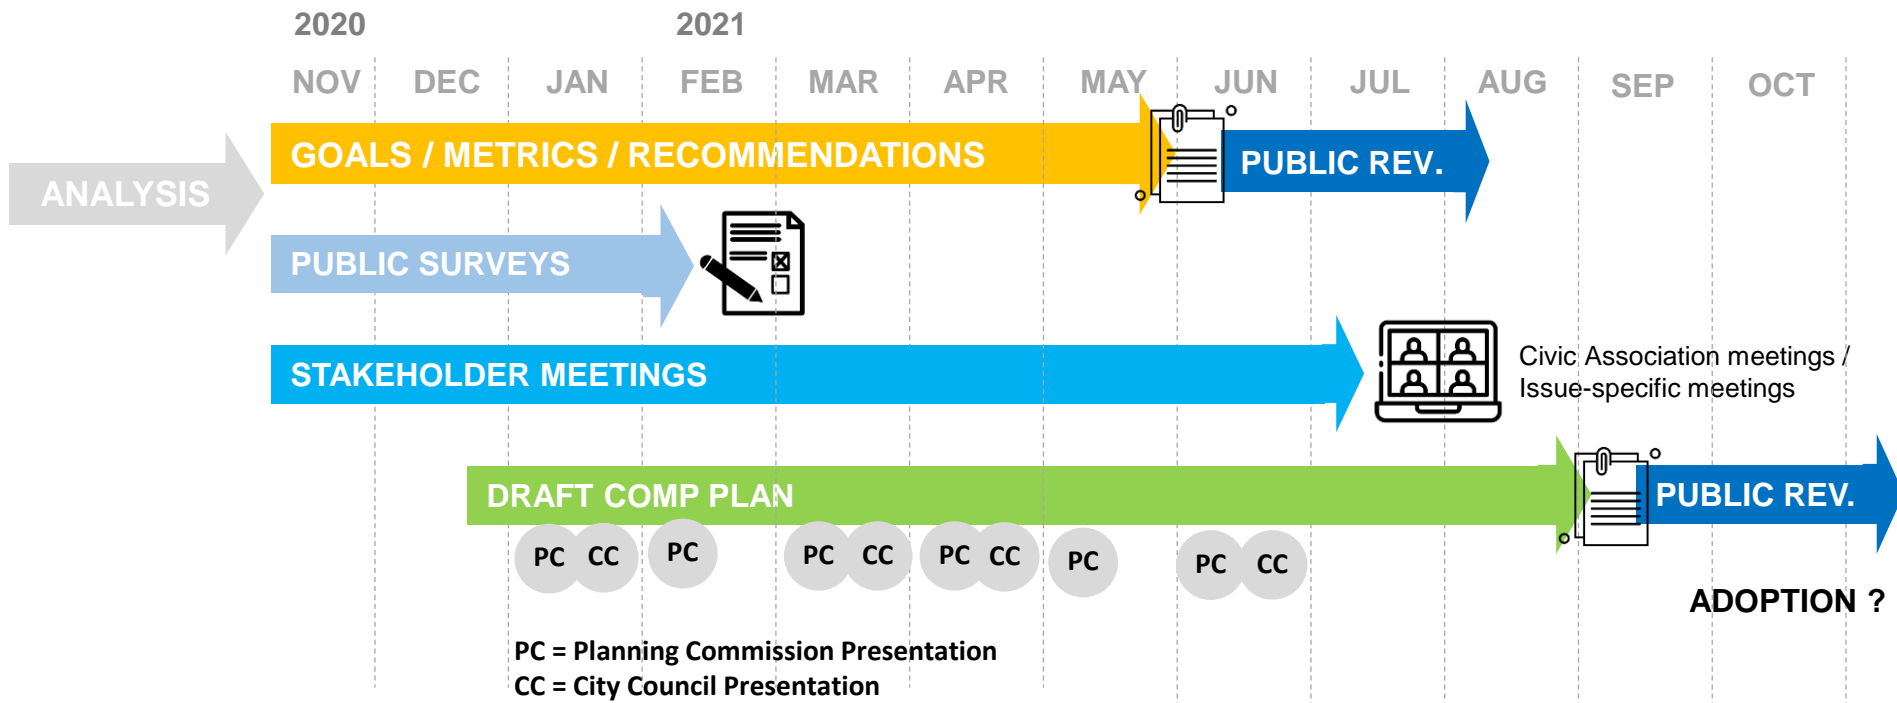 2020 2021
NOV DEC JAN FEB MAR APR MAY JUN JUL AUG SEP OCT
GOALS / METRICS / RECOMMENDATIONS
PUBLIC REV.
ANALYSIS
PUBLIC SURVEYS
STAKEHOLDER MEETINGS
Civic Association meetings /
Issue-specific meetings
DRAFT COMP PLAN
PUBLIC REV.
PC CC PC PC CC PC CC PC PC CC
ADOPTION ?
PC = Planning Commission Presentation
CC = City Council Presentation